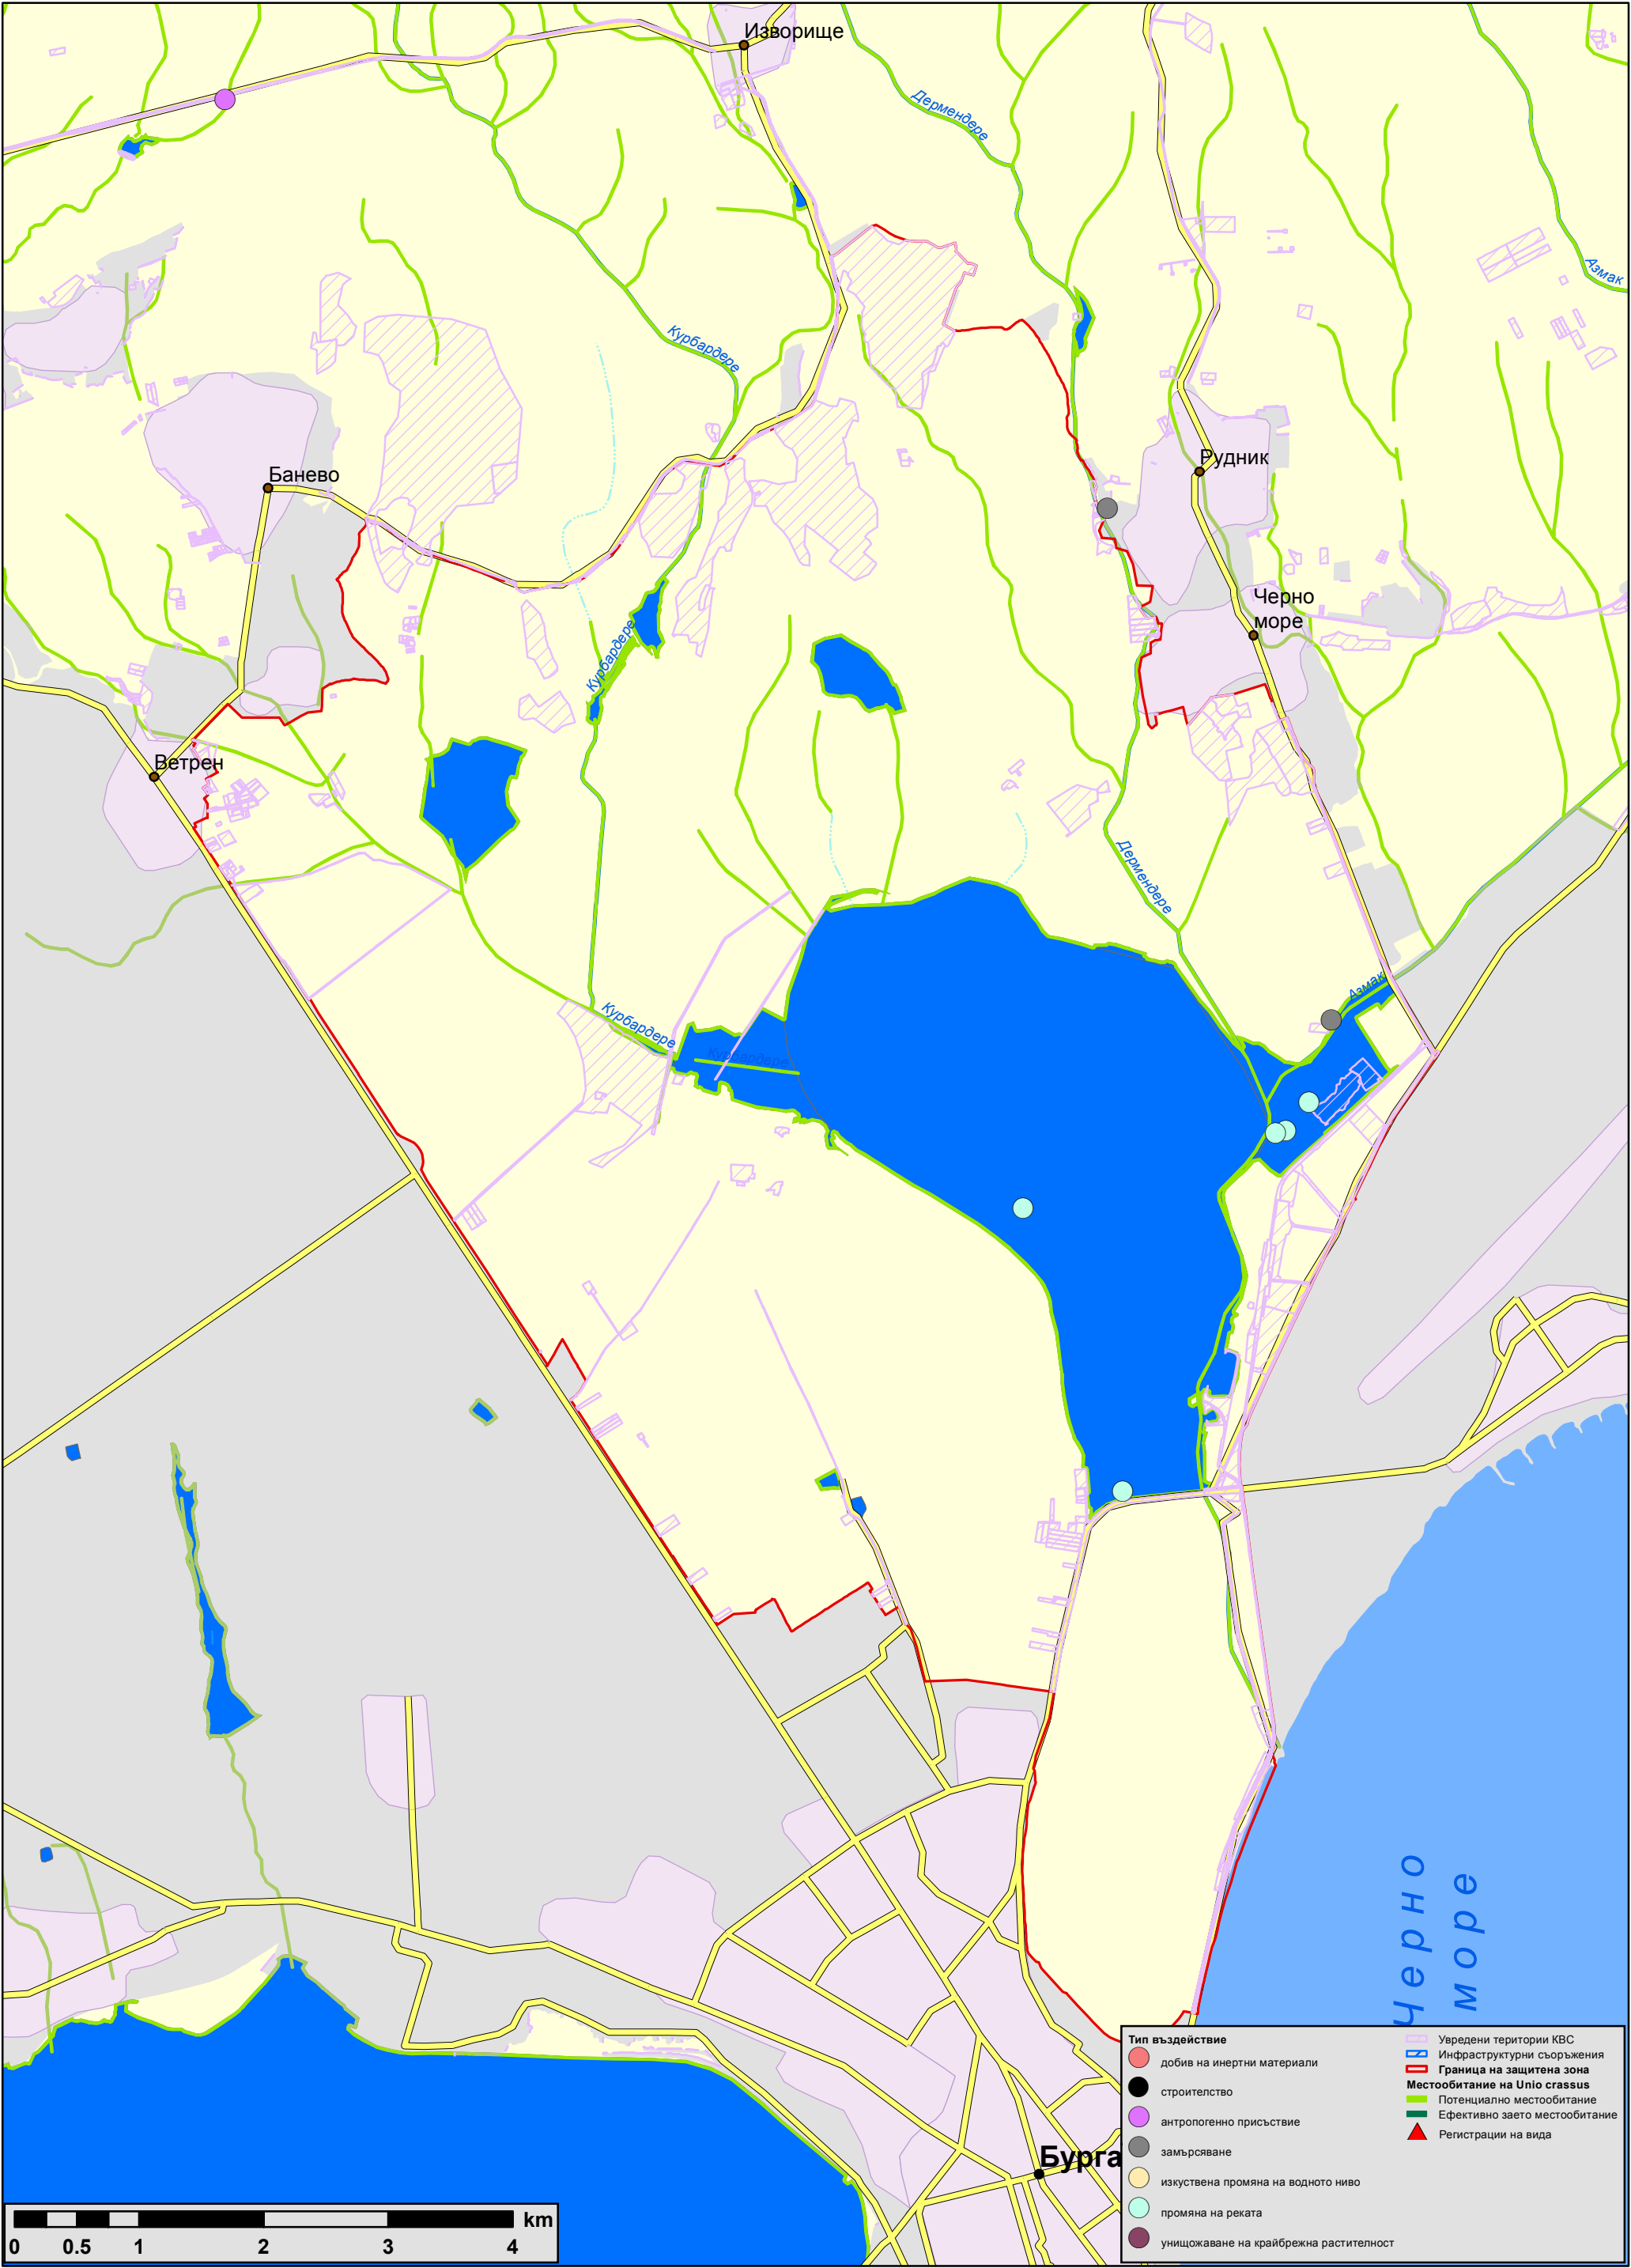 Изворище
Дермендере
Азмак
Курбардере
Рудник
Банево
Черно
море
Курбардере
Ветрен
Дермендере
Азмак
Курбардере
Курбардере
Черно
море
Бурга
Тип въздействие
добив на инертни материали
строителство
антропогенно присъствие
замърсяване
изкуствена промяна на водното ниво
промяна на реката
унищожаване на крайбрежна растителност
Увредени територии КВС
Инфраструктурни съоръжения
Граница на защитена зона
Местообитание на Unio crassus
Потенциално местообитание
Ефективно заето местообитание
Регистрации на вида
km
0 0.5 1 2 3 4